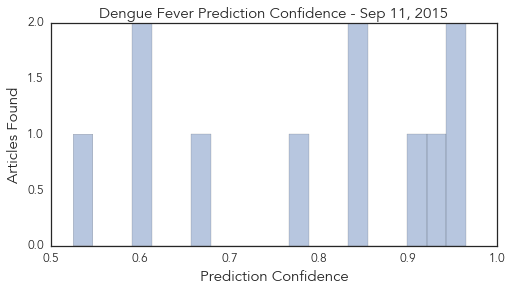 Dengue Fever Prediction Confidence - Sep 11, 2015
2.0
1.5
1.0
0.5
0.0
Articles Found
0.5 0.6 0.7 0.8 0.9 1.0
Prediction Confidence